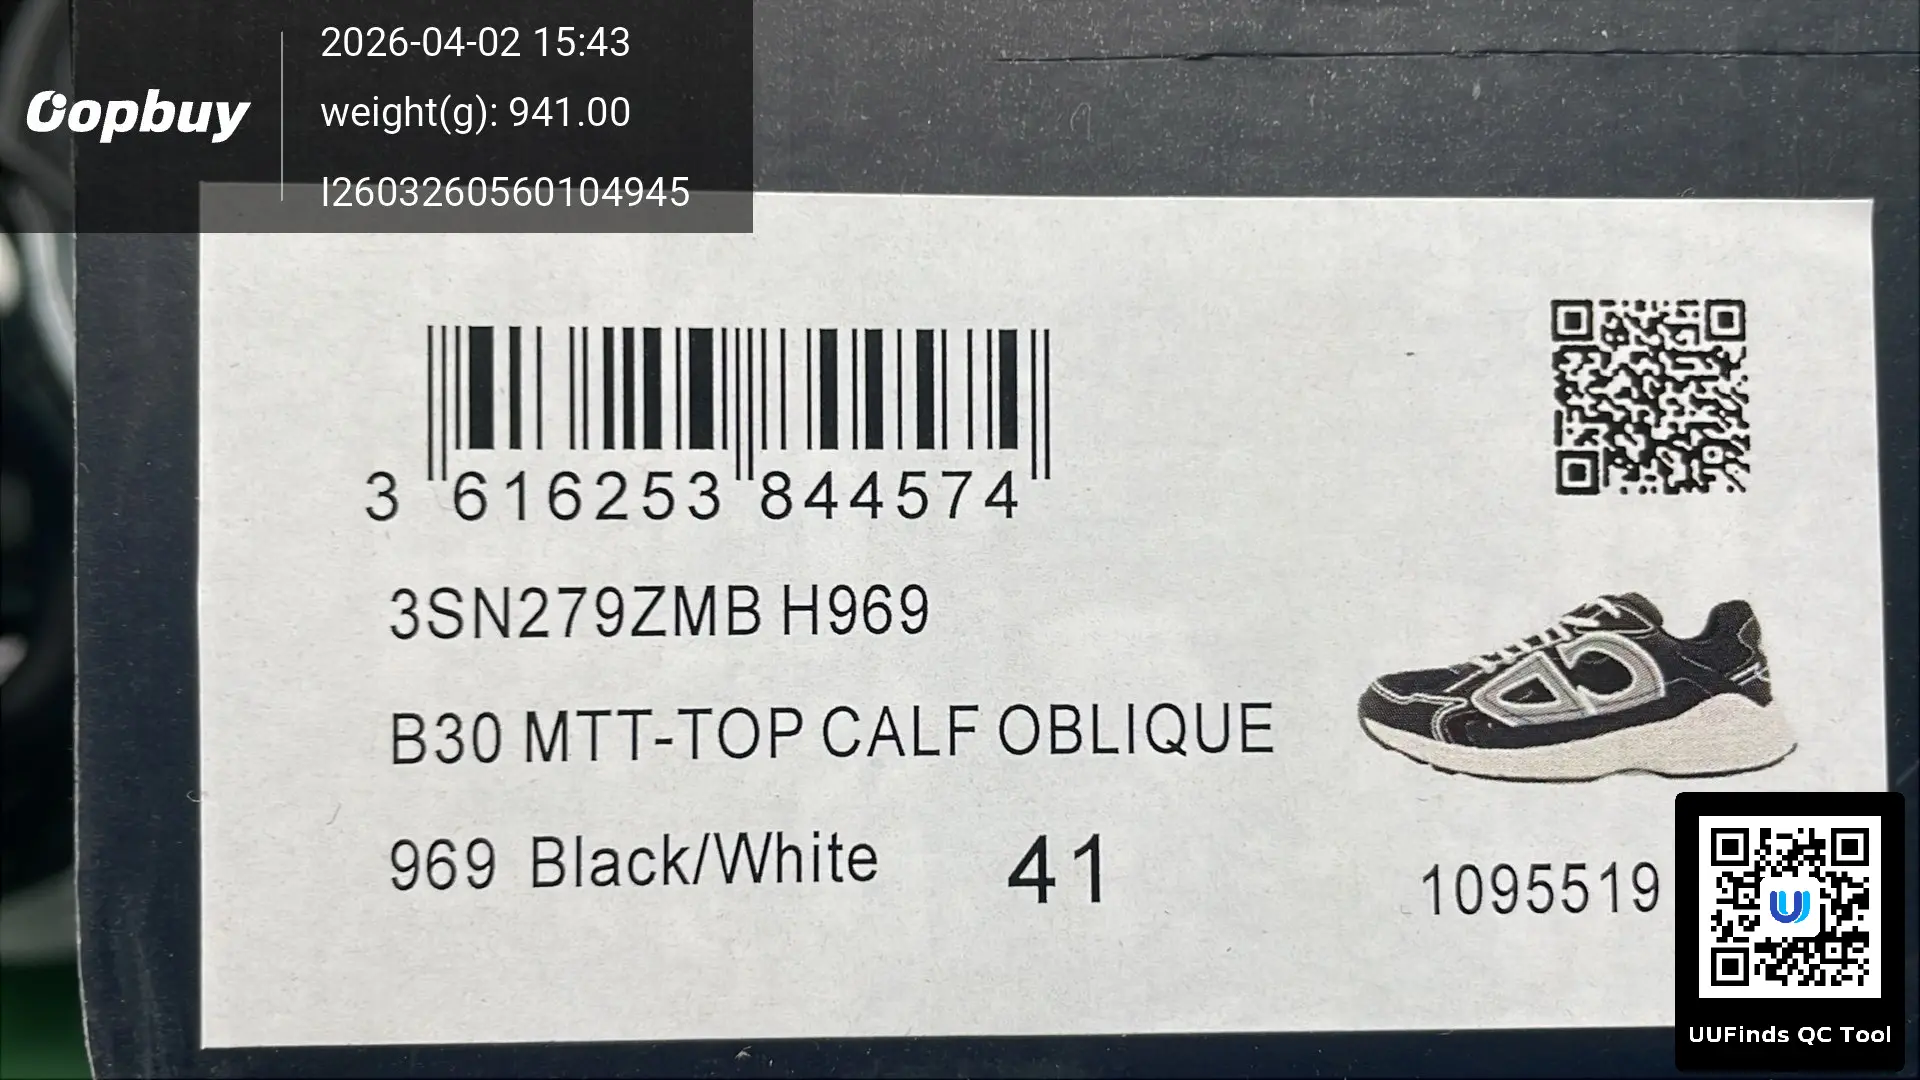 Oopbuy
2026-04-02 15:43
weight(g): 941.00
I2603260560104945
3 616253 844574
3SN279ZMB H969
B30 MTT-TOP CALF OBLIQUE
969 Black/White 41 1095519
UUFinds QC Tool